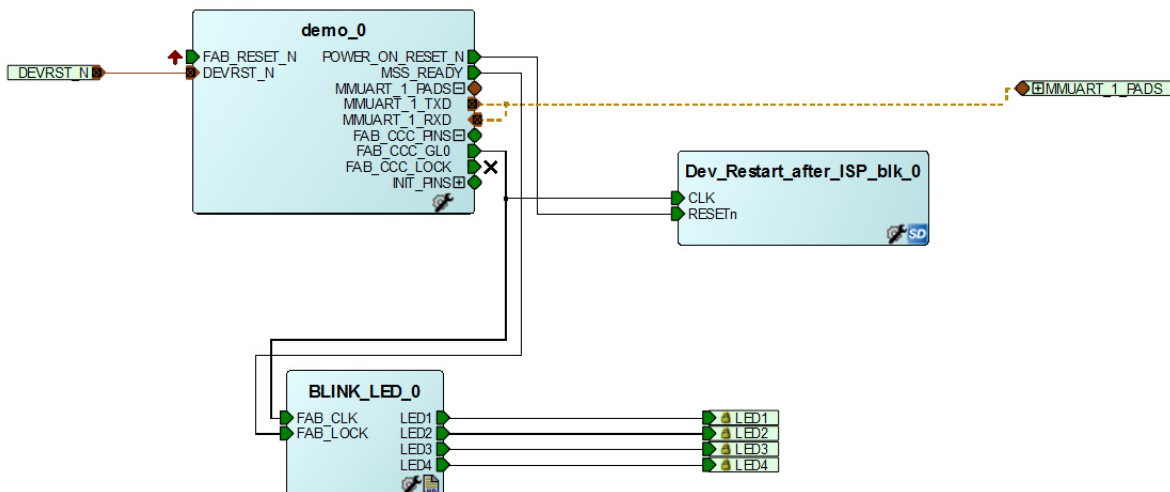 demo_0
DEVRST_N
FAB_RESET_N
DEVRST_N
POWER_ON_RESET_N
MSS_READY
MMUART_1_PADS
MMUART_1_TXD
MMUART_1_RXD
FAB_CCC_PINS
FAB_CCC_GL0
FAB_CCC_LOCK
INIT_PINS
MMUART_1_PADS
Dev_Restart_after_ISP_blk_0
CLK
RESETn
SD
BLINK_LED_0
FAB_CLK
FAB_LOCK
LED1
LED2
LED3
LED4
LED1
LED2
LED3
LED4